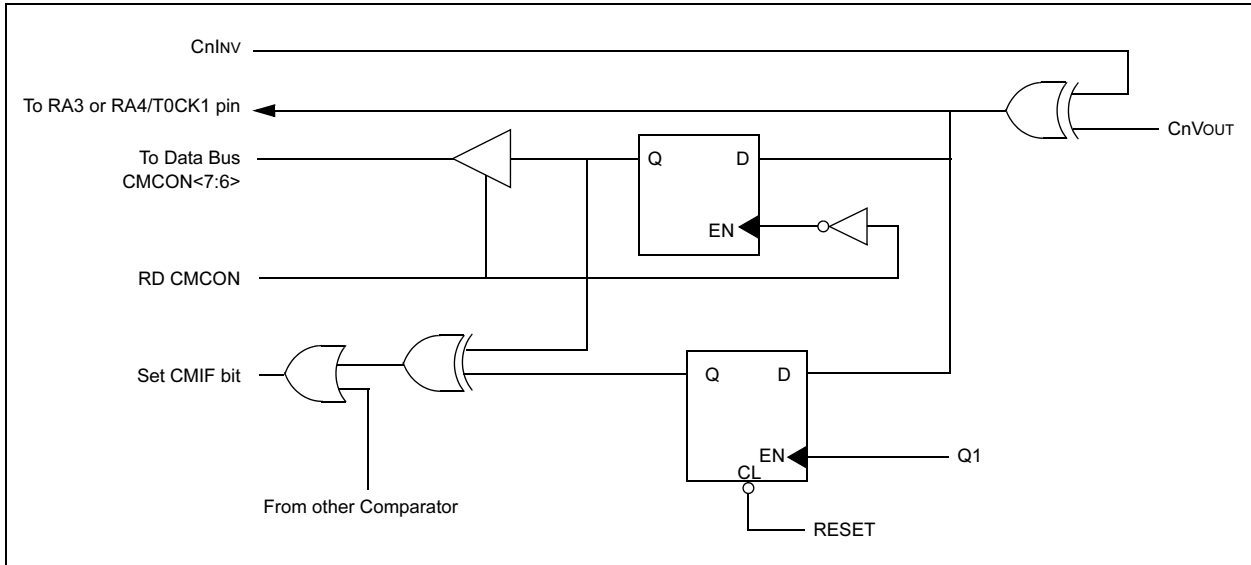 CnINV
To RA3 or RA4/T0CK1 pin
CnVOUT
To Data Bus
CMCON<7:6>
Q D
EN
RD CMCON
Set CMIF bit
Q D
EN
Q1
CL
From other Comparator
RESET